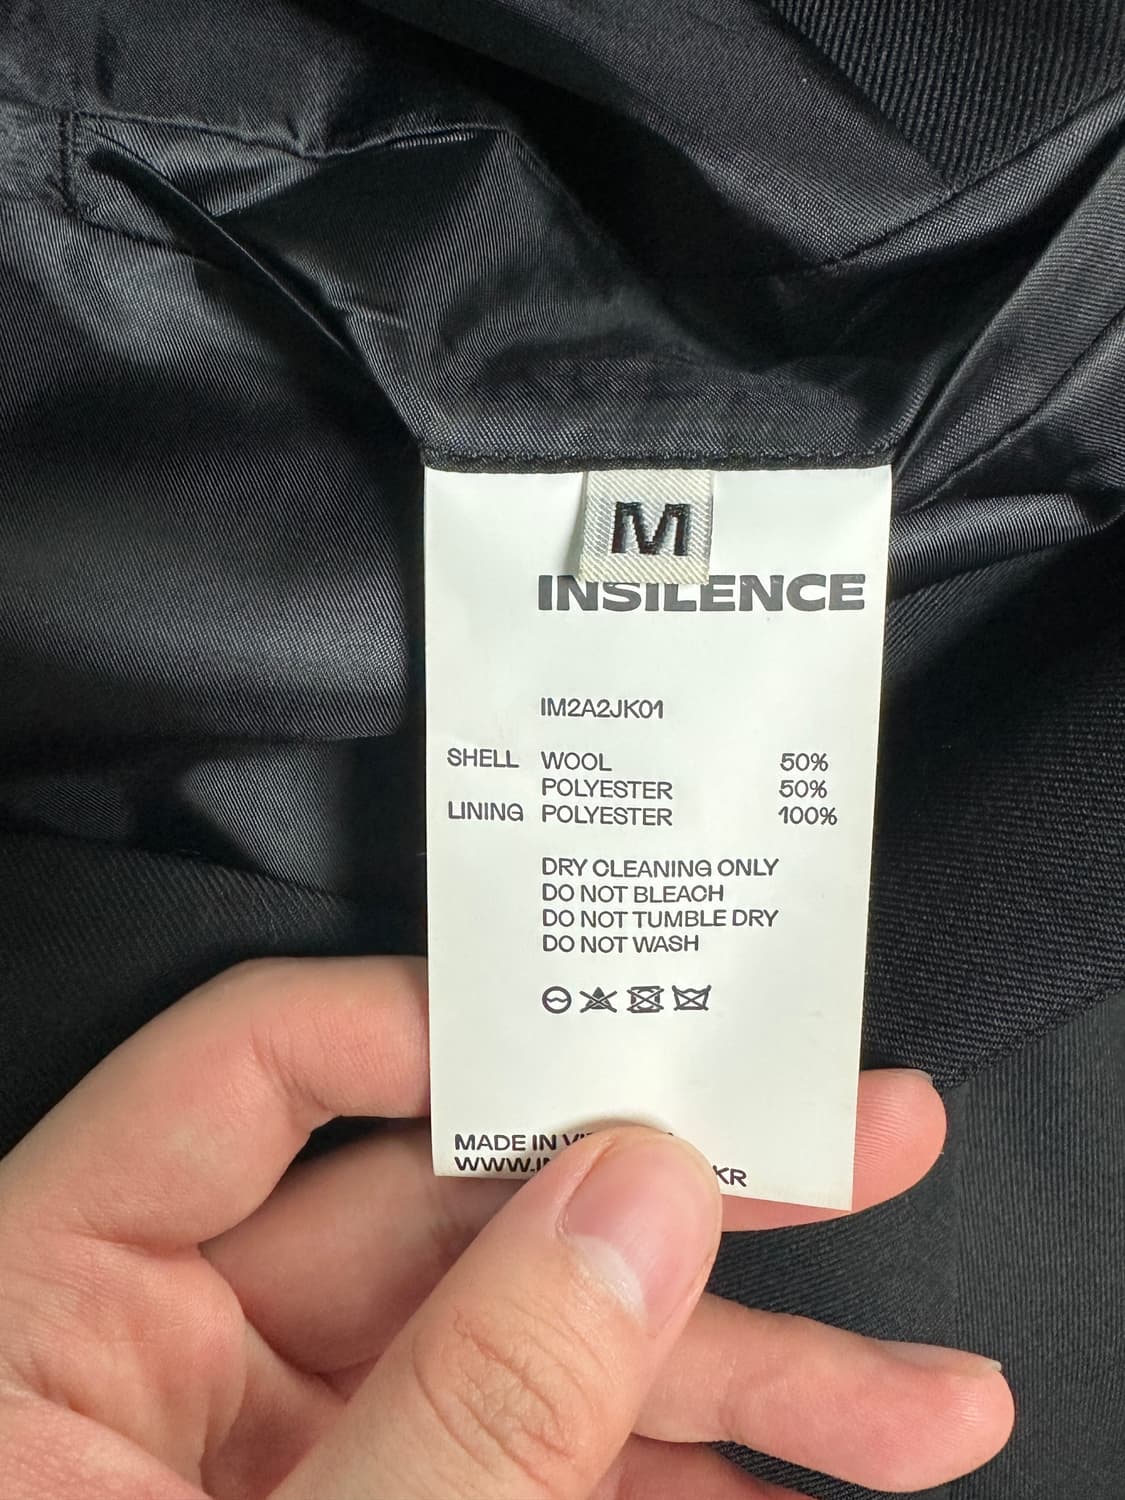 M
INSILENCE
IM2A2JK01
SHELL WOOL 50%
POLYESTER 50%
LINING POLYESTER 100%
DRY CLEANING ONLY
DO NOT BLEACH
DO NOT TUMBLE DRY
DO NOT WASH
MADE IN